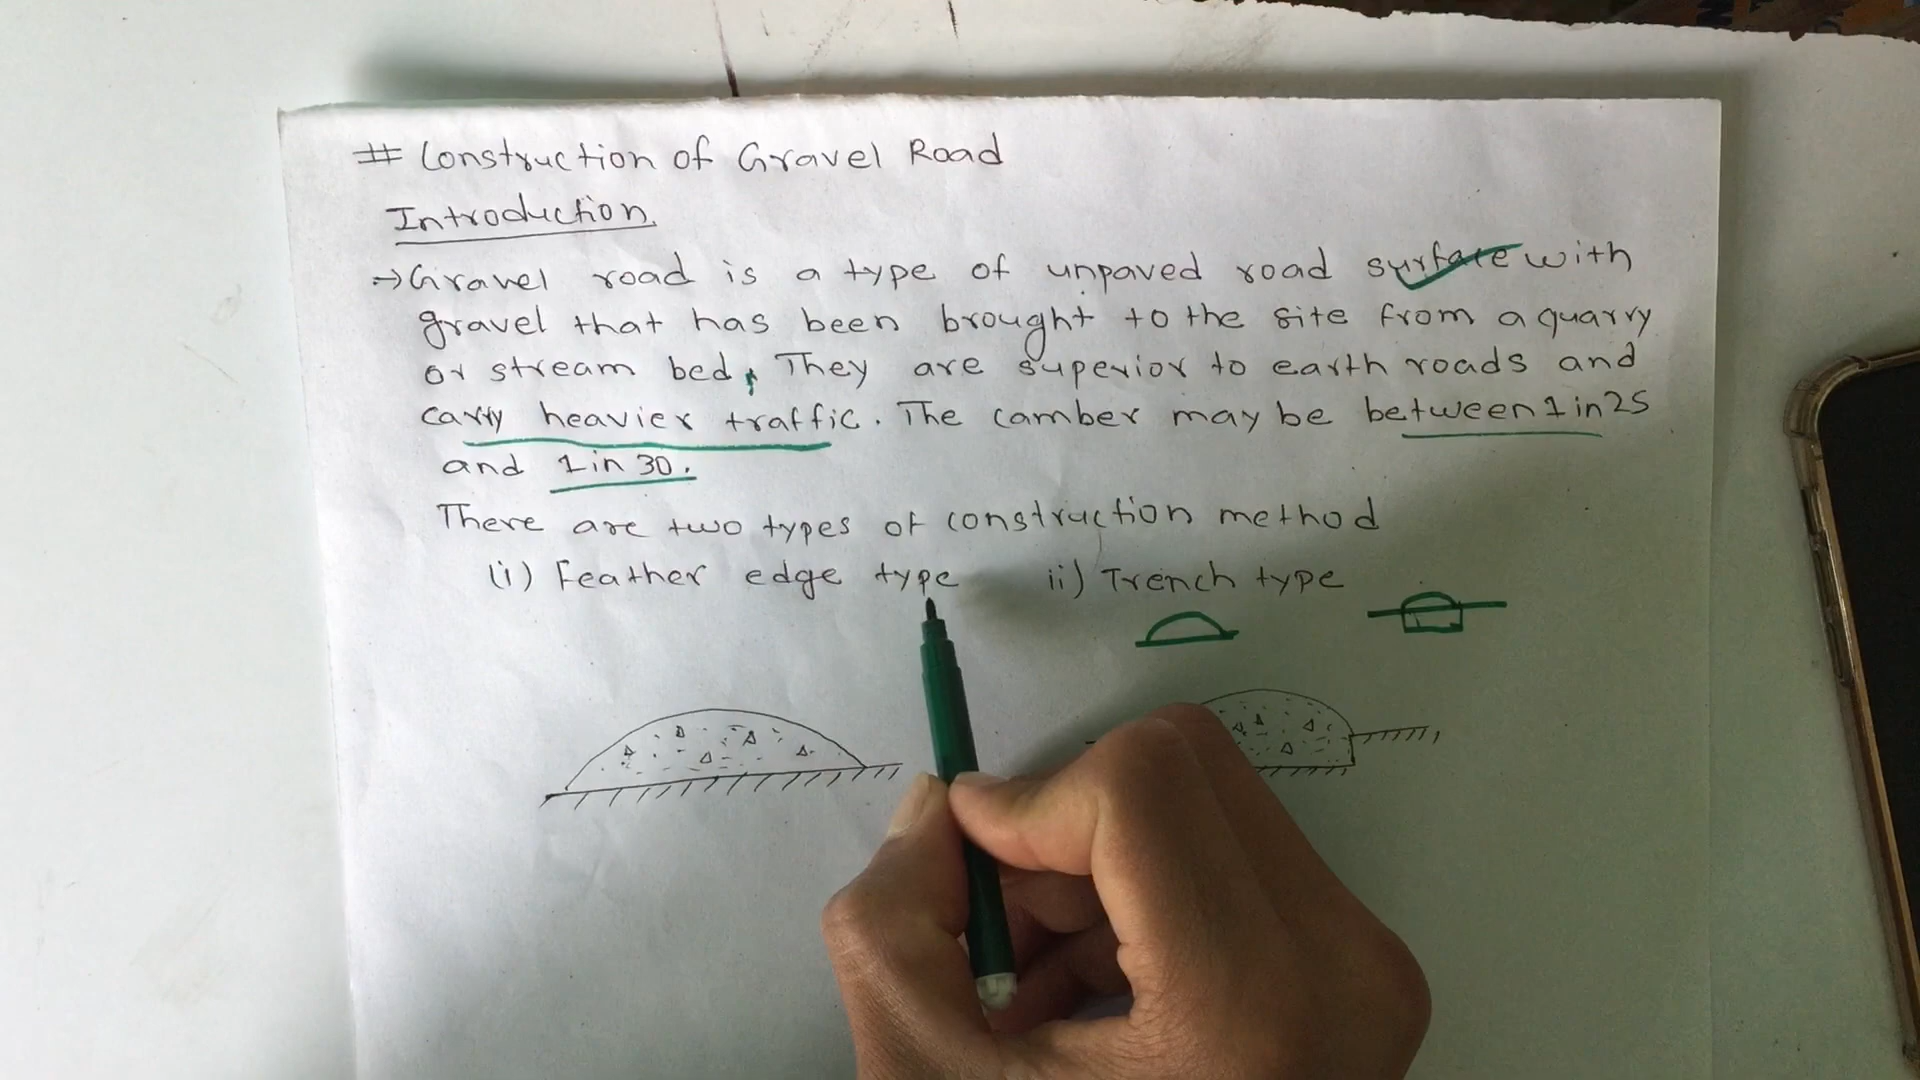 # Construction of Gravel Road
Introduction.
→ Gravel road is a type of unpaved road surface with
gravel that has been brought to the site from a quarry
or stream bed, They are superior to earth roads and
carry heavier traffic. The camber may be between 1 in 25
and 1 in 30.
There are two types of construction method
(i) Feather edge type ii) Trench type